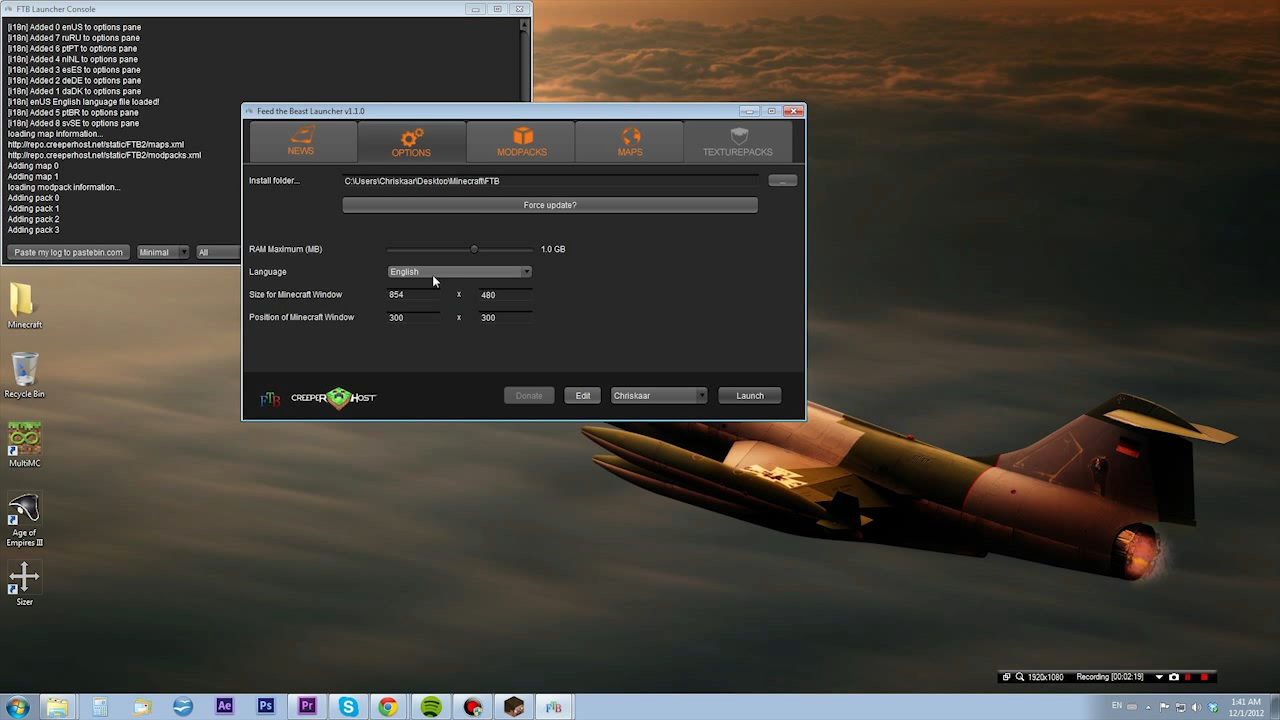 FTB Launcher Console
[i18n] Added 0 enUS to options pane
[i18n] Added 7 ruRU to options pane
[i18n] Added 6 ptPT to options pane
[i18n] Added 4 nlNL to options pane
[i18n] Added 3 esES to options pane
[i18n] Added 2 deDE to options pane
[i18n] Added 1 daDK to options pane
[i18n] enUS English language file loaded!
[i18n] Added 5 ptBR to options pane
[i18n] Added 8 svSE to options pane
loading map information...
http://repo.creeperhost.net/static/FTB2/maps.xml
http://repo.creeperhost.net/static/FTB2/modpacks.xml
Adding map 0
Adding map 1
loading modpack information...
Adding pack 0
Adding pack 1
Adding pack 2
Adding pack 3
Paste my log to pastebin.com Minimal All
Feed the Beast Launcher v1.1.0
NEWS OPTIONS MODPACKS MAPS TEXTUREPACKS
Install folder... C:\Users\Chriskaar\Desktop\Minecraft\FTB ...
Force update?
RAM Maximum (MB) 1.0 GB
Language English
Size for Minecraft Window 854 x 480
Position of Minecraft Window 300 x 300
FTB CREEPER HOST Donate Edit Chriskaar Launch
Minecraft
Recycle Bin
MultiMC
Age of
Empires III
Sizer
1920x1080 Recording [00:02:19]
Ae Ps Pr S FTB EN 1:41 AM
12/1/2012